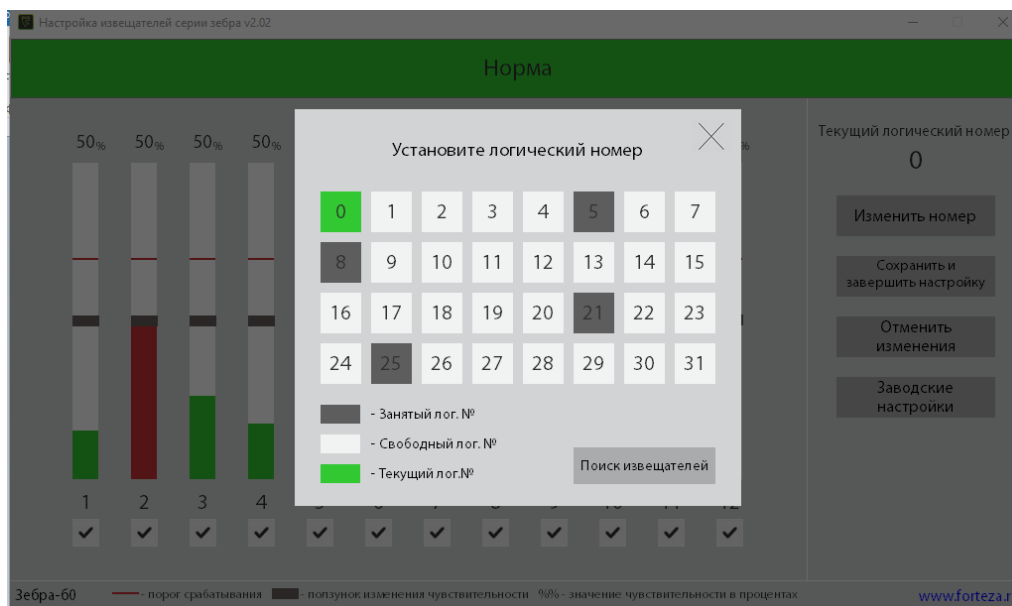 Настройка извещателей серии зебра v2.02
Норма
50% 50% 50% 50%
%
Текущий логический номер
0
Изменить номер
Сохранить и
завершить настройку
Отменить
изменения
Заводские
настройки
Установите логический номер
0 1 2 3 4 5 6 7
8 9 10 11 12 13 14 15
16 17 18 19 20 21 22 23
24 25 26 27 28 29 30 31
- Занятый лог. №
- Свободный лог. №
- Текущий лог.№
Поиск извещателей
1 2 3 4
Зебра-60 - порог срабатывания - ползунок изменения чувствительности %% - значение чувствительности в процентах www.forteza.r